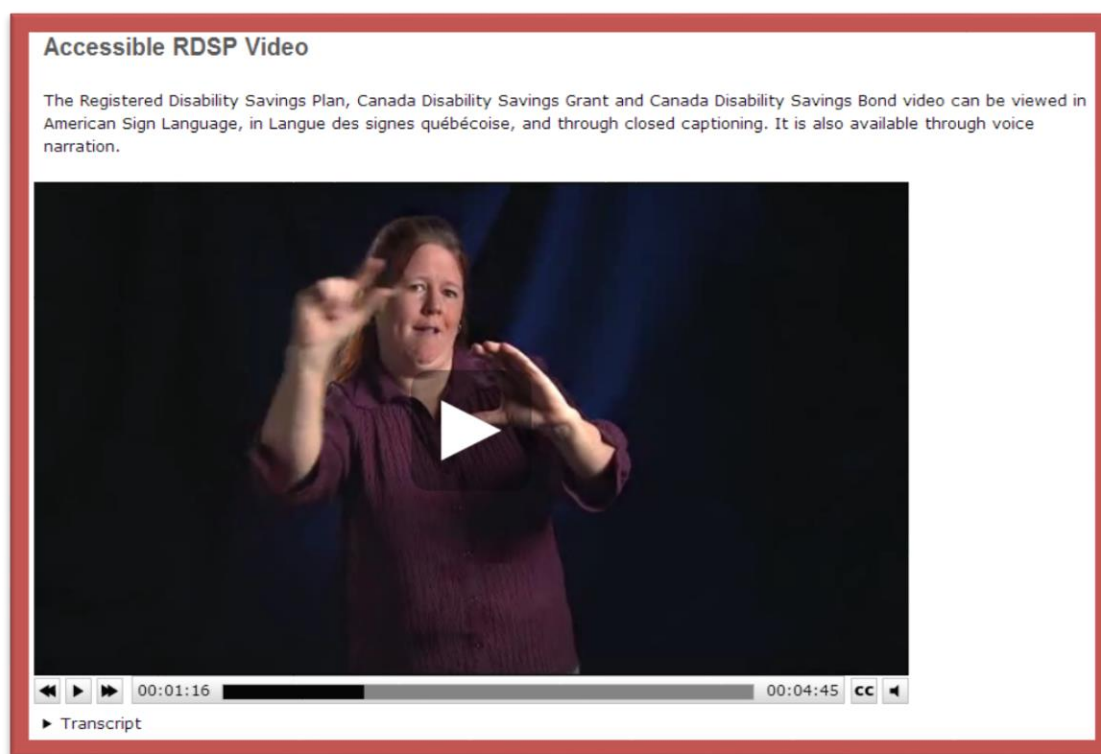 Accessible RDSP Video
The Registered Disability Savings Plan, Canada Disability Savings Grant and Canada Disability Savings Bond video can be viewed in
American Sign Language, in Langue des signes québécoise, and through closed captioning. It is also available through voice
narration.
00:01:16 00:04:45 CC
Transcript